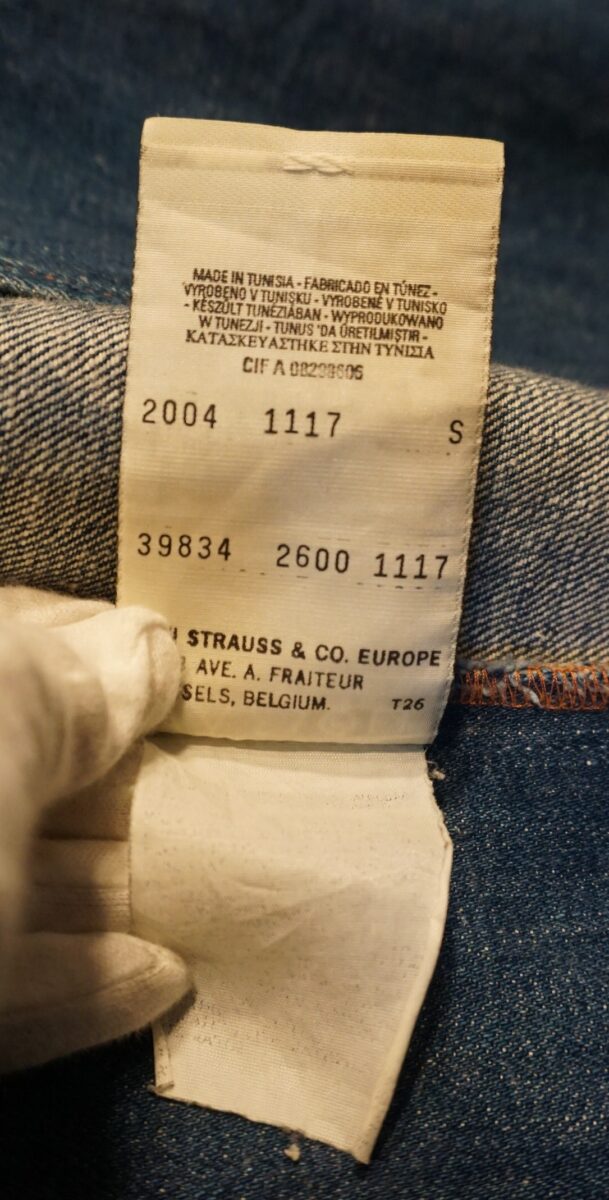 MADE IN TUNISIA - FABRICADO EN TÚNEZ -
VYROBENO V TUNISKU - VYROBENÉ V TUNISKO
- KÉSZÜLT TUNÉZIÁBAN - WYPRODUKOWANO
W TUNEZJI - TUNUS 'DA ÜRETILMIŞTIR -
ΚΑΤΑΣΚΕΥΑΣΤΗΚΕ ΣΤΗΝ ΤΥΝΙΣΙΑ
CIF A
2004 1117 S
39834 2600 1117
STRAUSS & CO. EUROPE
AVE. A. FRAITEUR
SELS, BELGIUM. T26